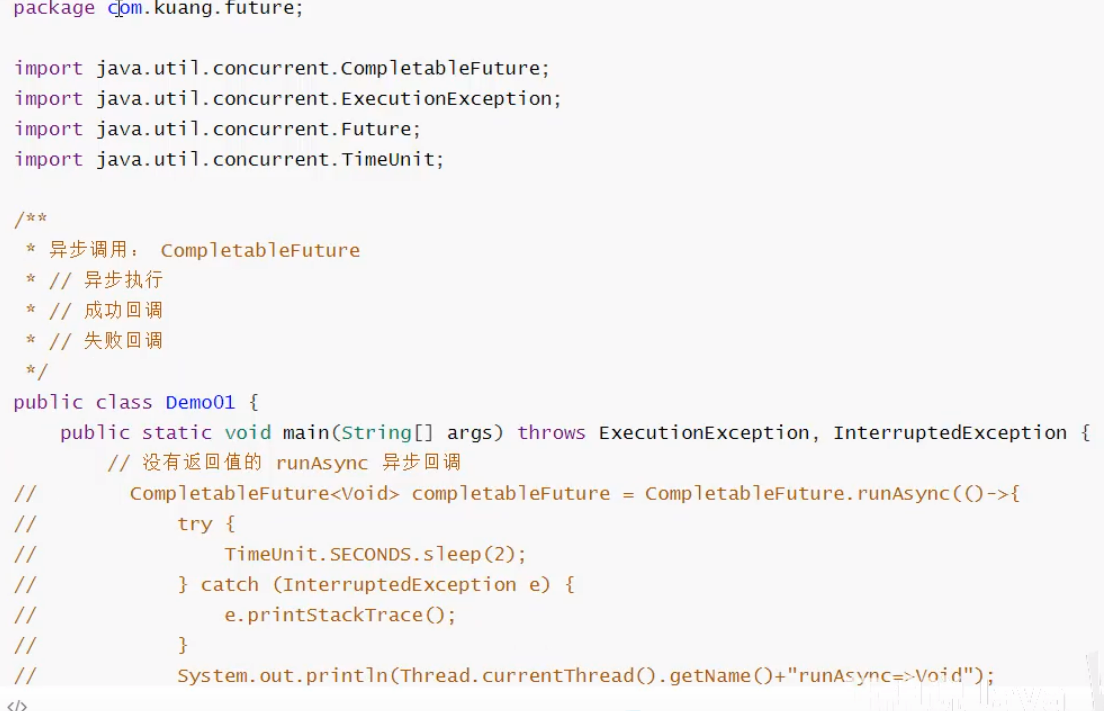 package com.kuang.future;
import java.util.concurrent.CompletableFuture;
import java.util.concurrent.ExecutionException;
import java.util.concurrent.Future;
import java.util.concurrent.TimeUnit;
/**
* 异步调用： CompletableFuture
* // 异步执行
* // 成功回调
* // 失败回调
*/
public class Demo01 {
public static void main(String[] args) throws ExecutionException, InterruptedException {
// 没有返回值的 runAsync 异步回调
// CompletableFuture<Void> completableFuture = CompletableFuture.runAsync(()->{
// try {
// TimeUnit.SECONDS.sleep(2);
// } catch (InterruptedException e) {
// e.printStackTrace();
// }
// System.out.println(Thread.currentThread().getName()+"runAsync=>Void");
</>